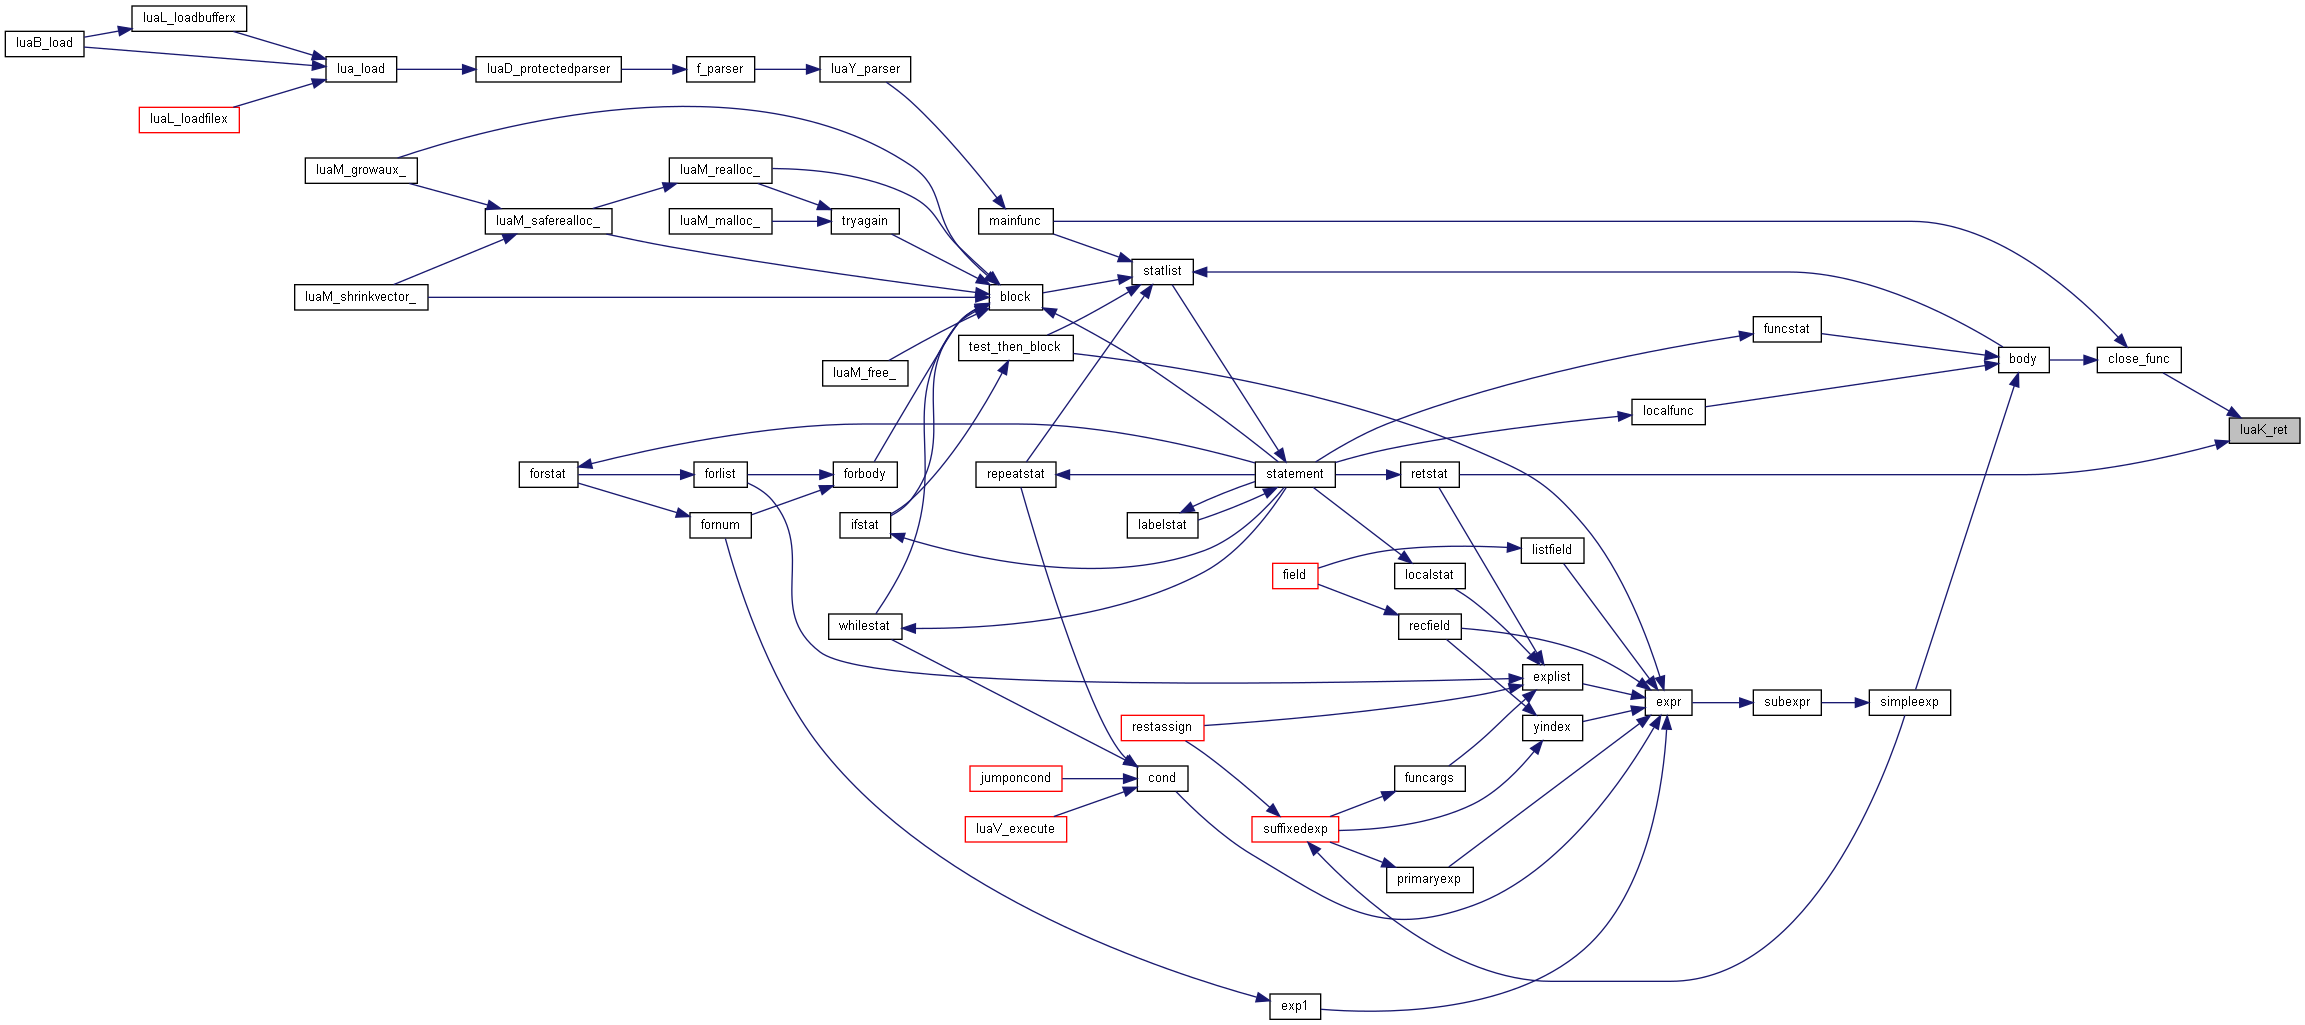 luaL_loadbufferx
luaB_load
lua_load
luaD_protectedparser
f_parser
luaY_parser
luaL_loadfilex
luaM_growaux_
luaM_realloc_
luaM_saferealloc_
luaM_malloc_
tryagain
mainfunc
statlist
luaM_shrinkvector_
block
funcstat
test_then_block
body
close_func
luaM_free_
localfunc
luaK_ret
forstat
forlist
forbody
repeatstat
statement
retstat
fornum
ifstat
labelstat
listfield
field
localstat
whilestat
recfield
explist
expr
subexpr
simpleexp
restassign
yindex
jumponcond
cond
funcargs
luaV_execute
suffixedexp
primaryexp
exp1